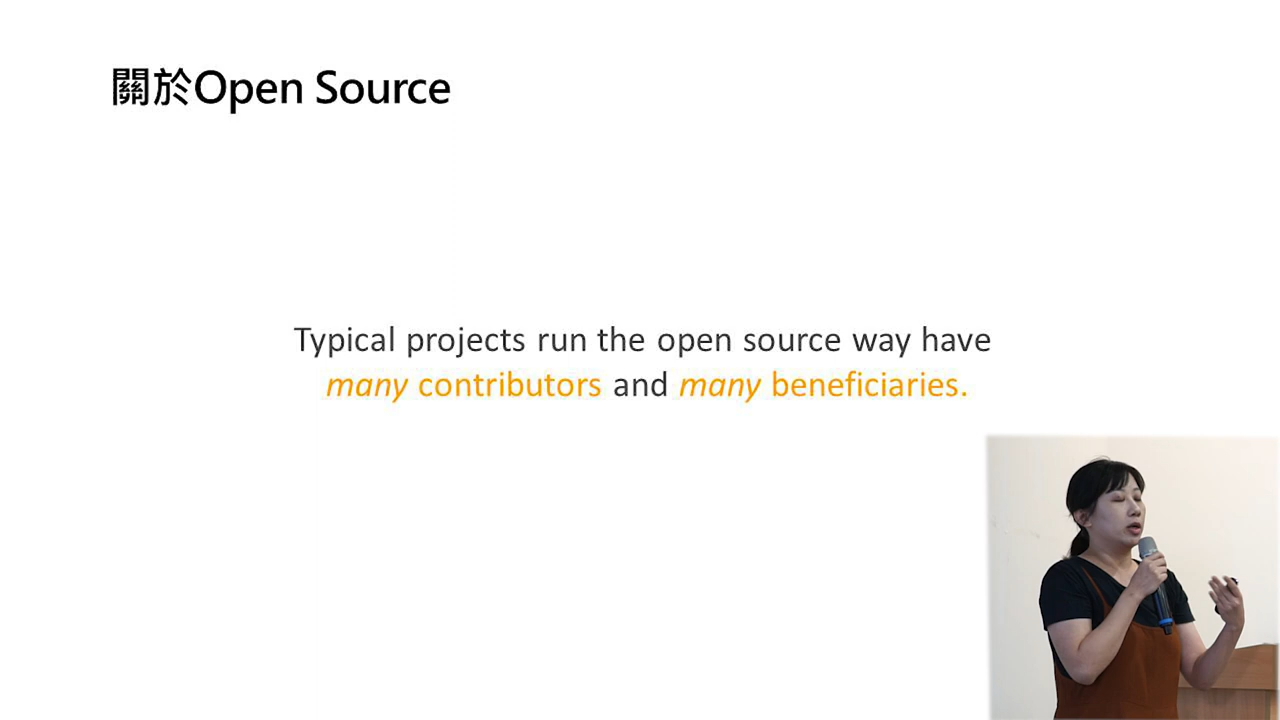 關於Open Source
Typical projects run the open source way have
many contributors and many beneficiaries.